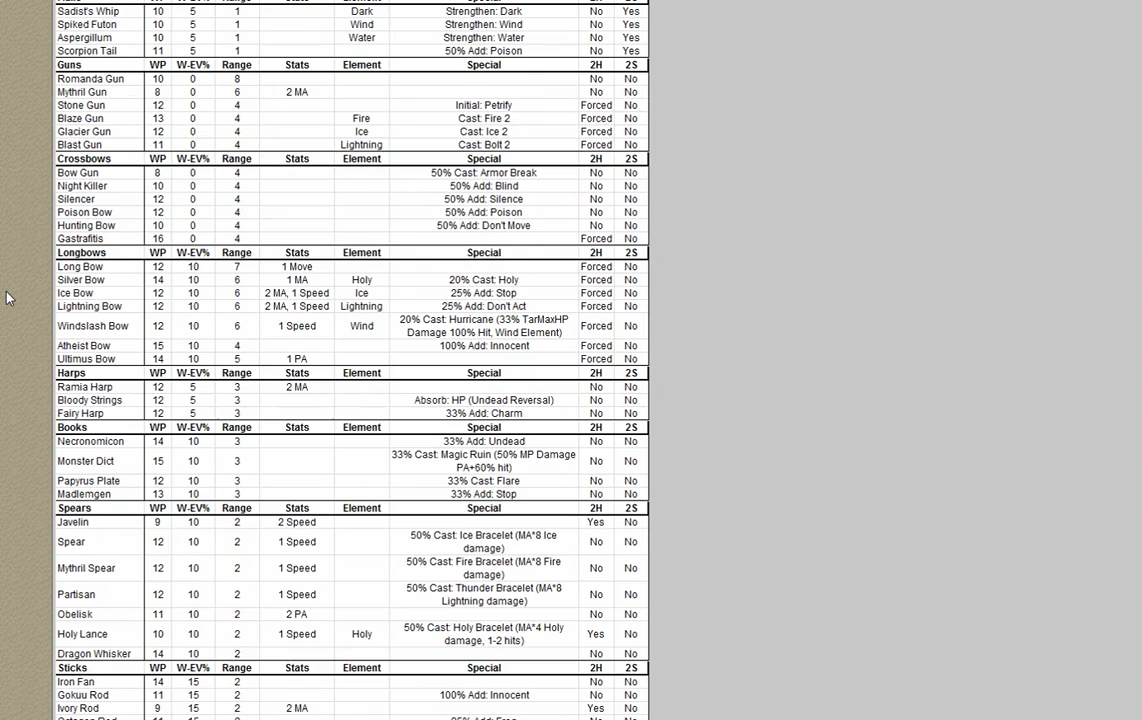 Sadist's Whip 10 5 1 Dark Strengthen: Dark No Yes
Spiked Futon 10 5 1 Wind Strengthen: Wind No Yes
Aspergillum 10 5 1 Water Strengthen: Water No Yes
Scorpion Tail 11 5 1 50% Add: Poison No Yes
Guns WP W-EV% Range Stats Element Special 2H 2S
Romanda Gun 10 0 8 No No
Mythril Gun 8 0 6 2 MA No No
Stone Gun 12 0 4 Initial: Petrify Forced No
Blaze Gun 13 0 4 Fire Cast: Fire 2 Forced No
Glacier Gun 12 0 4 Ice Cast: Ice 2 Forced No
Blast Gun 11 0 4 Lightning Cast: Bolt 2 Forced No
Crossbows WP W-EV% Range Stats Element Special 2H 2S
Bow Gun 8 0 4 50% Cast: Armor Break No No
Night Killer 10 0 4 50% Add: Blind No No
Silencer 12 0 4 50% Add: Silence No No
Poison Bow 12 0 4 50% Add: Poison No No
Hunting Bow 10 0 4 50% Add: Don't Move No No
Gastrafitis 16 0 4 Forced No
Longbows WP W-EV% Range Stats Element Special 2H 2S
Long Bow 12 10 7 1 Move Forced No
Silver Bow 14 10 6 1 MA Holy 20% Cast: Holy Forced No
Ice Bow 12 10 6 2 MA, 1 Speed Ice 25% Add: Stop Forced No
Lightning Bow 12 10 6 2 MA, 1 Speed Lightning 25% Add: Don't Act Forced No
Windslash Bow 12 10 6 1 Speed Wind 20% Cast: Hurricane (33% TarMaxHP
Damage 100% Hit, Wind Element) Forced No
Atheist Bow 15 10 4 100% Add: Innocent Forced No
Ultimus Bow 14 10 5 1 PA Forced No
Harps WP W-EV% Range Stats Element Special 2H 2S
Ramia Harp 12 5 3 2 MA No No
Bloody Strings 12 5 3 Absorb: HP (Undead Reversal) No No
Fairy Harp 12 5 3 33% Add: Charm No No
Books WP W-EV% Range Stats Element Special 2H 2S
Necronomicon 14 10 3 33% Add: Undead No No
Monster Dict 15 10 3 33% Cast: Magic Ruin (50% MP Damage
PA+60% hit) No No
Papyrus Plate 12 10 3 33% Cast: Flare No No
Madlemgen 13 10 3 33% Add: Stop No No
Spears WP W-EV% Range Stats Element Special 2H 2S
Javelin 9 10 2 2 Speed Yes No
Spear 12 10 2 1 Speed 50% Cast: Ice Bracelet (MA*8 Ice
damage) No No
Mythril Spear 12 10 2 1 Speed 50% Cast: Fire Bracelet (MA*8 Fire
damage) No No
Partisan 12 10 2 1 Speed 50% Cast: Thunder Bracelet (MA*8
Lightning damage) No No
Obelisk 11 10 2 2 PA No No
Holy Lance 10 10 2 1 Speed Holy 50% Cast: Holy Bracelet (MA*4 Holy
damage, 1-2 hits) Yes No
Dragon Whisker 14 10 2 No No
Sticks WP W-EV% Range Stats Element Special 2H 2S
Iron Fan 14 15 2 No No
Gokuu Rod 11 15 2 100% Add: Innocent No No
Ivory Rod 9 15 2 2 MA Yes No